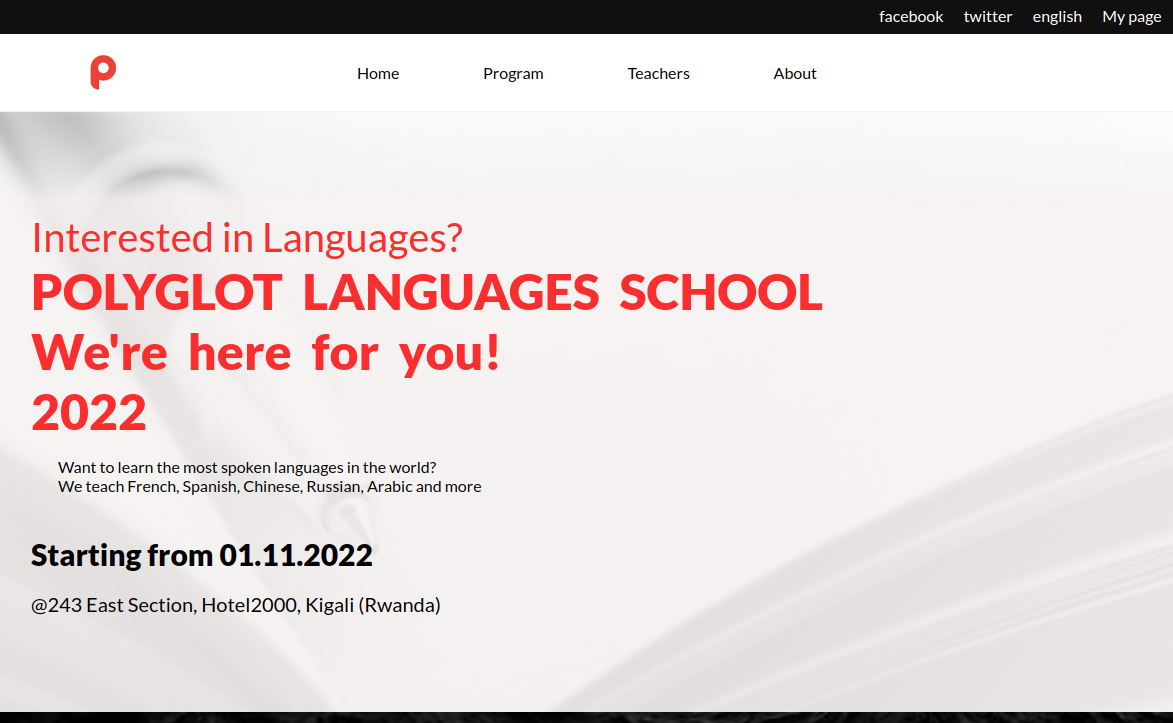 facebook twitter english My page
Home Program Teachers About
Interested in Languages?
POLYGLOT LANGUAGES SCHOOL
We're here for you!
2022
Want to learn the most spoken languages in the world?
We teach French, Spanish, Chinese, Russian, Arabic and more
Starting from 01.11.2022
@243 East Section, Hotel2000, Kigali (Rwanda)